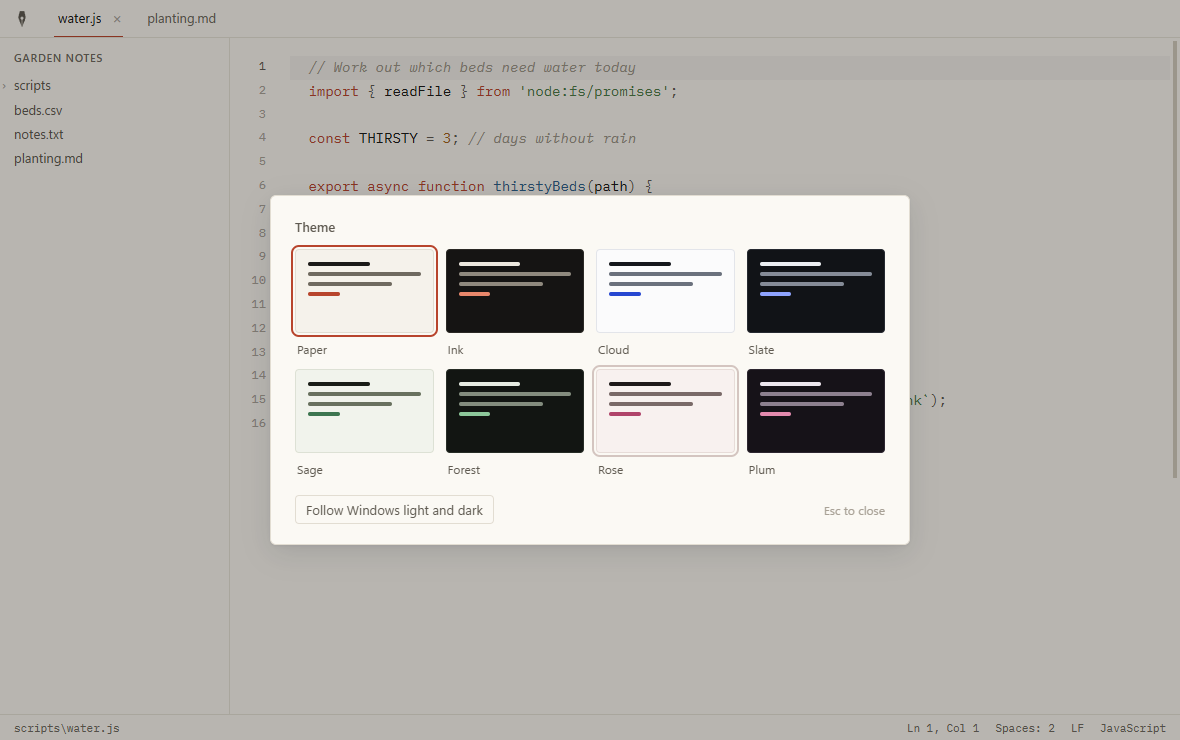 water.js ×
planting.md
GARDEN NOTES
› scripts
beds.csv
notes.txt
planting.md
1 // Work out which beds need water today
2 import { readFile } from 'node:fs/promises';
3
4 const THIRSTY = 3; // days without rain
5
6 export async function thirstyBeds(path) {
7
8
9
10
11
12
13
14
15 nk`);
16
Theme
Paper
Ink
Cloud
Slate
Sage
Forest
Rose
Plum
Follow Windows light and dark
Esc to close
scripts\water.js
Ln 1, Col 1 Spaces: 2 LF JavaScript